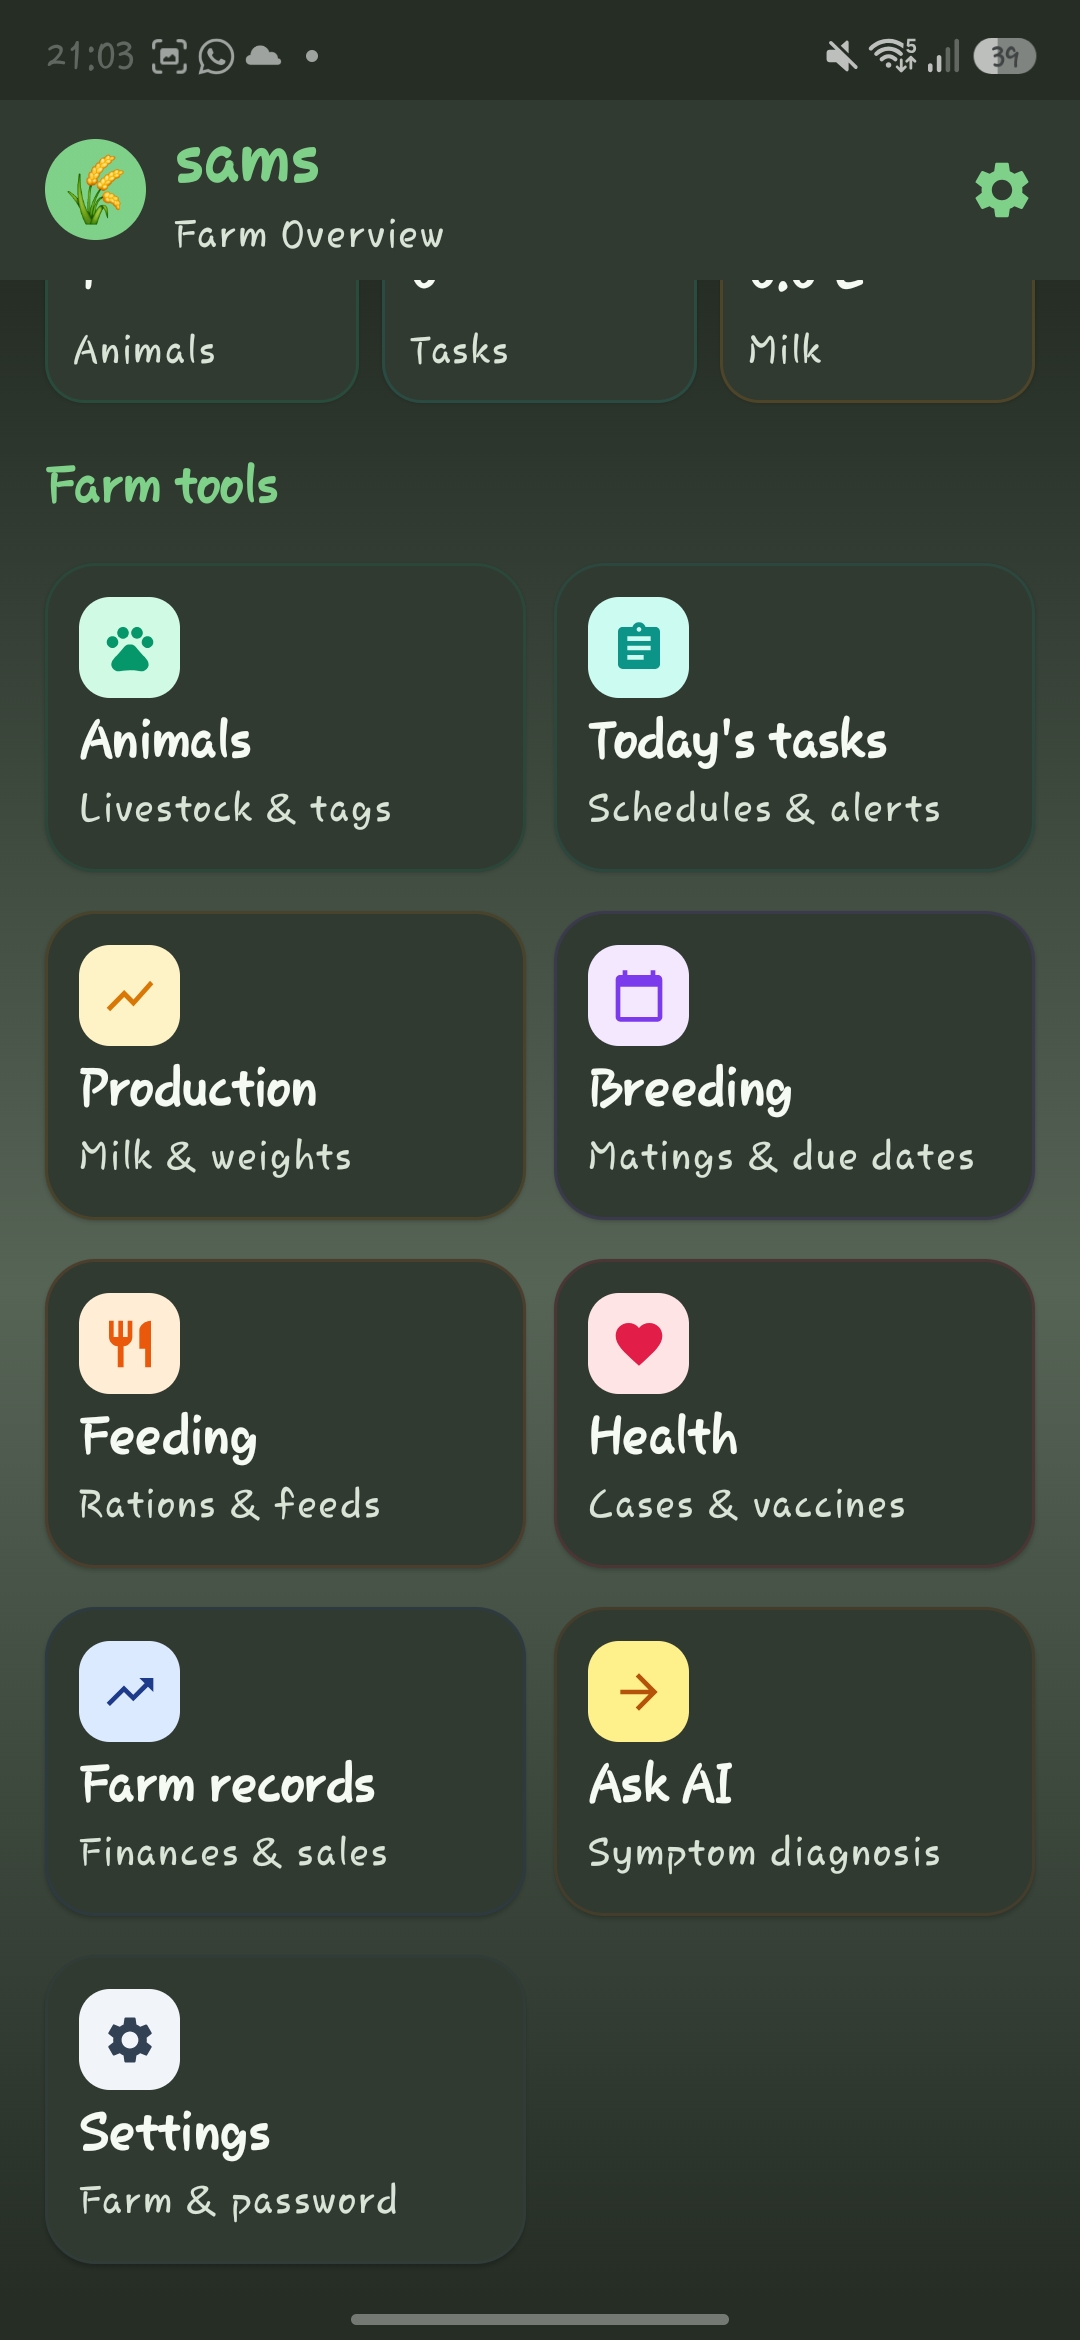 21:03
5
39
sams
Farm Overview
Animals
Tasks
Milk
Farm tools
Animals
Livestock & tags
Today's tasks
Schedules & alerts
Production
Milk & weights
Breeding
Matings & due dates
Feeding
Rations & feeds
Health
Cases & vaccines
Farm records
Finances & sales
Ask AI
Symptom diagnosis
Settings
Farm & password